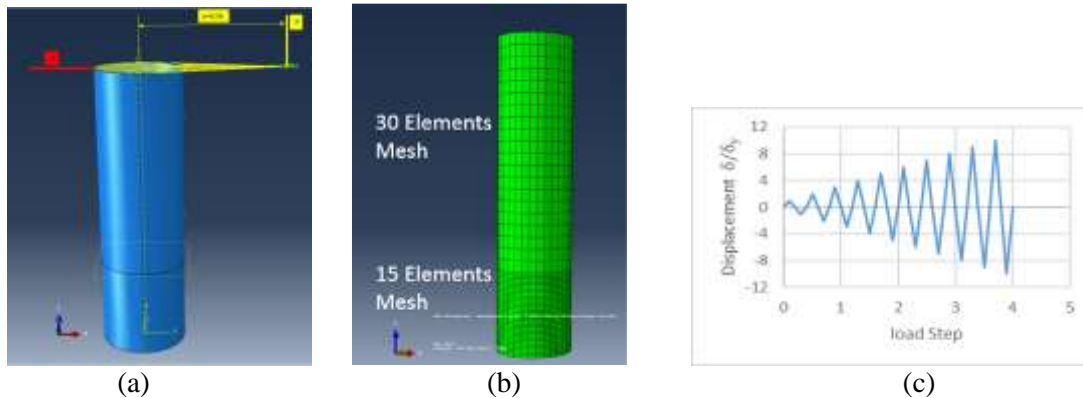 30 Elements
Mesh
15 Elements
Mesh
Displacement δ/δy
12
8
4
0
-4
-8
-12
0 1 2 3 4 5
load Step
(a) (b) (c)